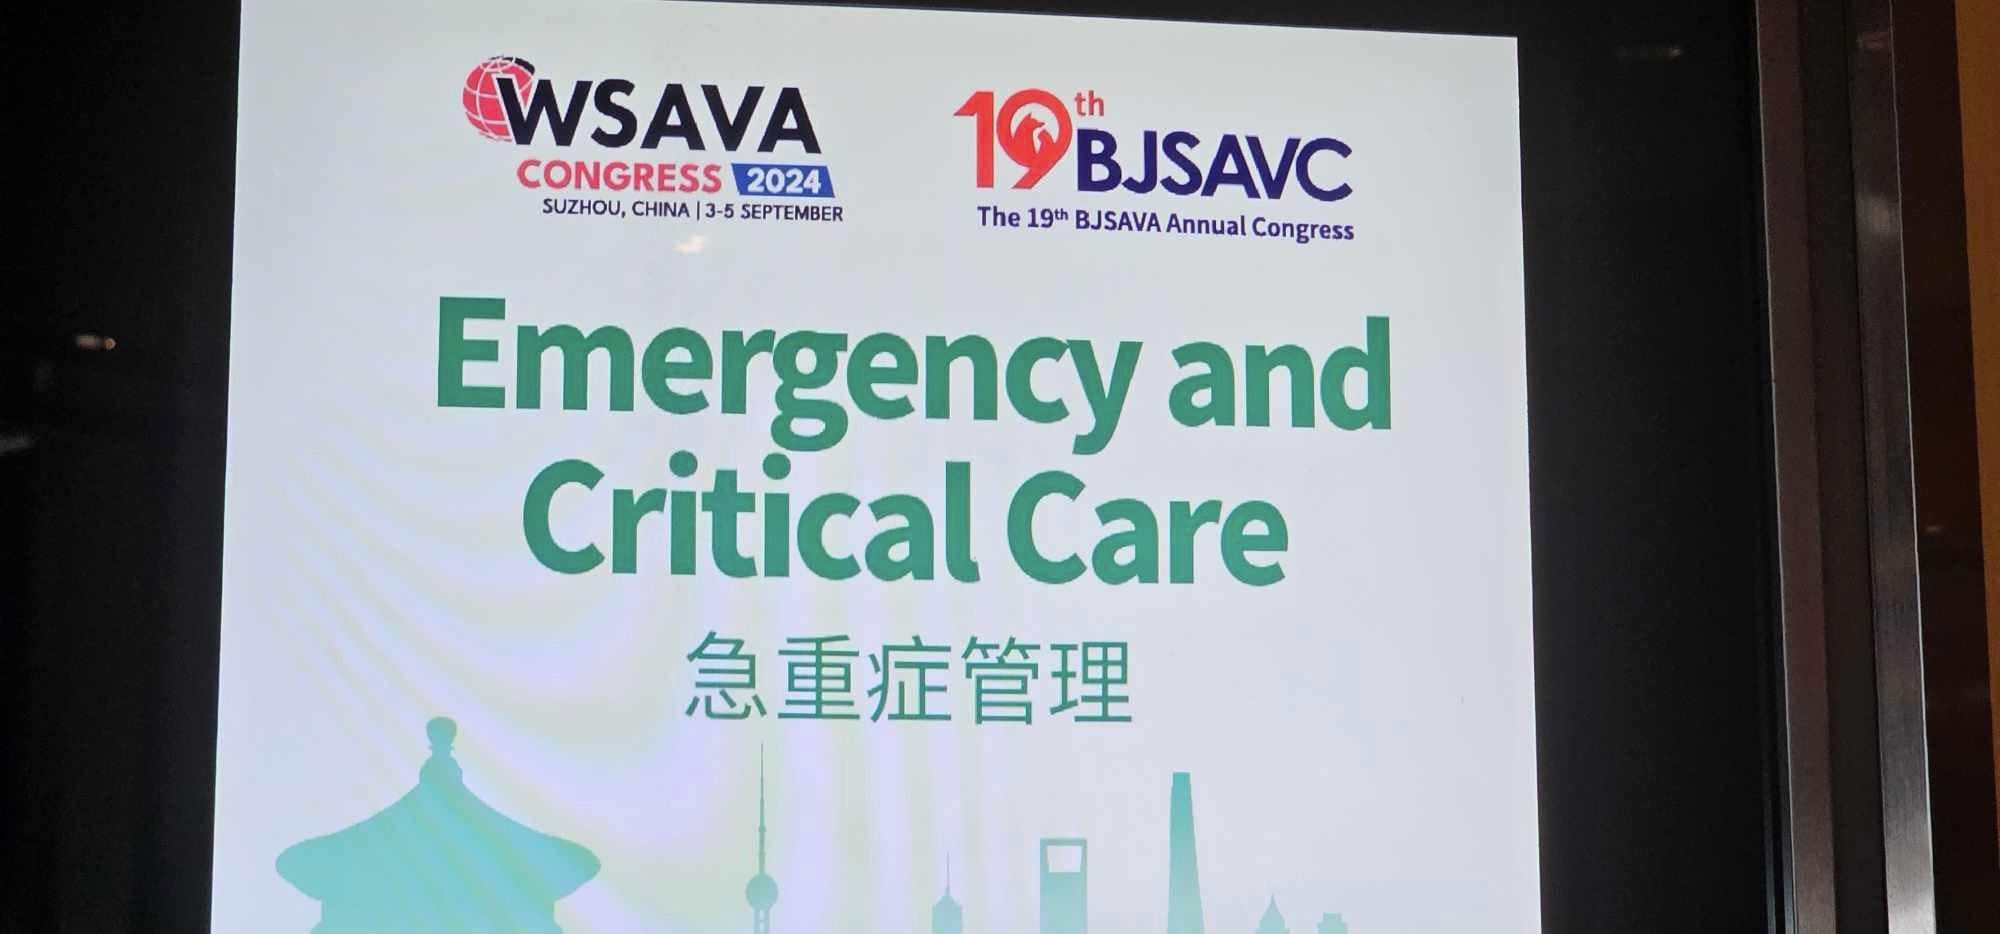 WSAVA
CONGRESS 2024
SUZHOU, CHINA | 3-5 SEPTEMBER
19th BJSAVC
The 19th BJSAVA Annual Congress
Emergency and
Critical Care
急重症管理